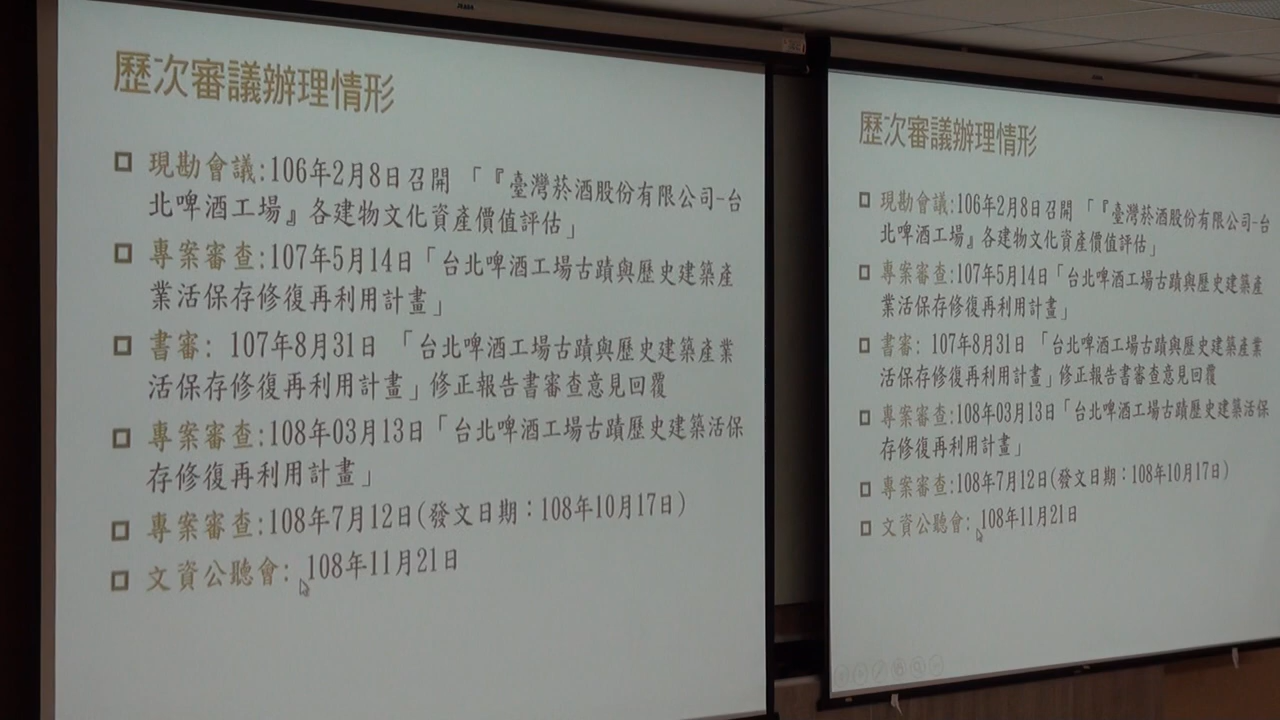 歷次審議辦理情形
現勘會議:106年2月8日召開「『臺灣菸酒股份有限公司-台
北啤酒工場』各建物文化資產價值評估」
專案審查:107年5月14日「台北啤酒工場古蹟與歷史建築產
業活保存修復再利用計畫」
書審: 107年8月31日 「台北啤酒工場古蹟與歷史建築產業
活保存修復再利用計畫」修正報告書審查意見回覆
專案審查:108年03月13日「台北啤酒工場古蹟歷史建築活保
存修復再利用計畫」
專案審查:108年7月12日(發文日期：108年10月17日)
文資公聽會: 108年11月21日
歷次審議辦理情形
現勘會議:106年2月8日召開「『臺灣菸酒股份有限公司-台
北啤酒工場』各建物文化資產價值評估」
專案審查:107年5月14日「台北啤酒工場古蹟與歷史建築產
業活保存修復再利用計畫」
書審: 107年8月31日 「台北啤酒工場古蹟與歷史建築產業
活保存修復再利用計畫」修正報告書審查意見回覆
專案審查:108年03月13日「台北啤酒工場古蹟歷史建築活保
存修復再利用計畫」
專案審查:108年7月12日(發文日期：108年10月17日)
文資公聽會: 108年11月21日